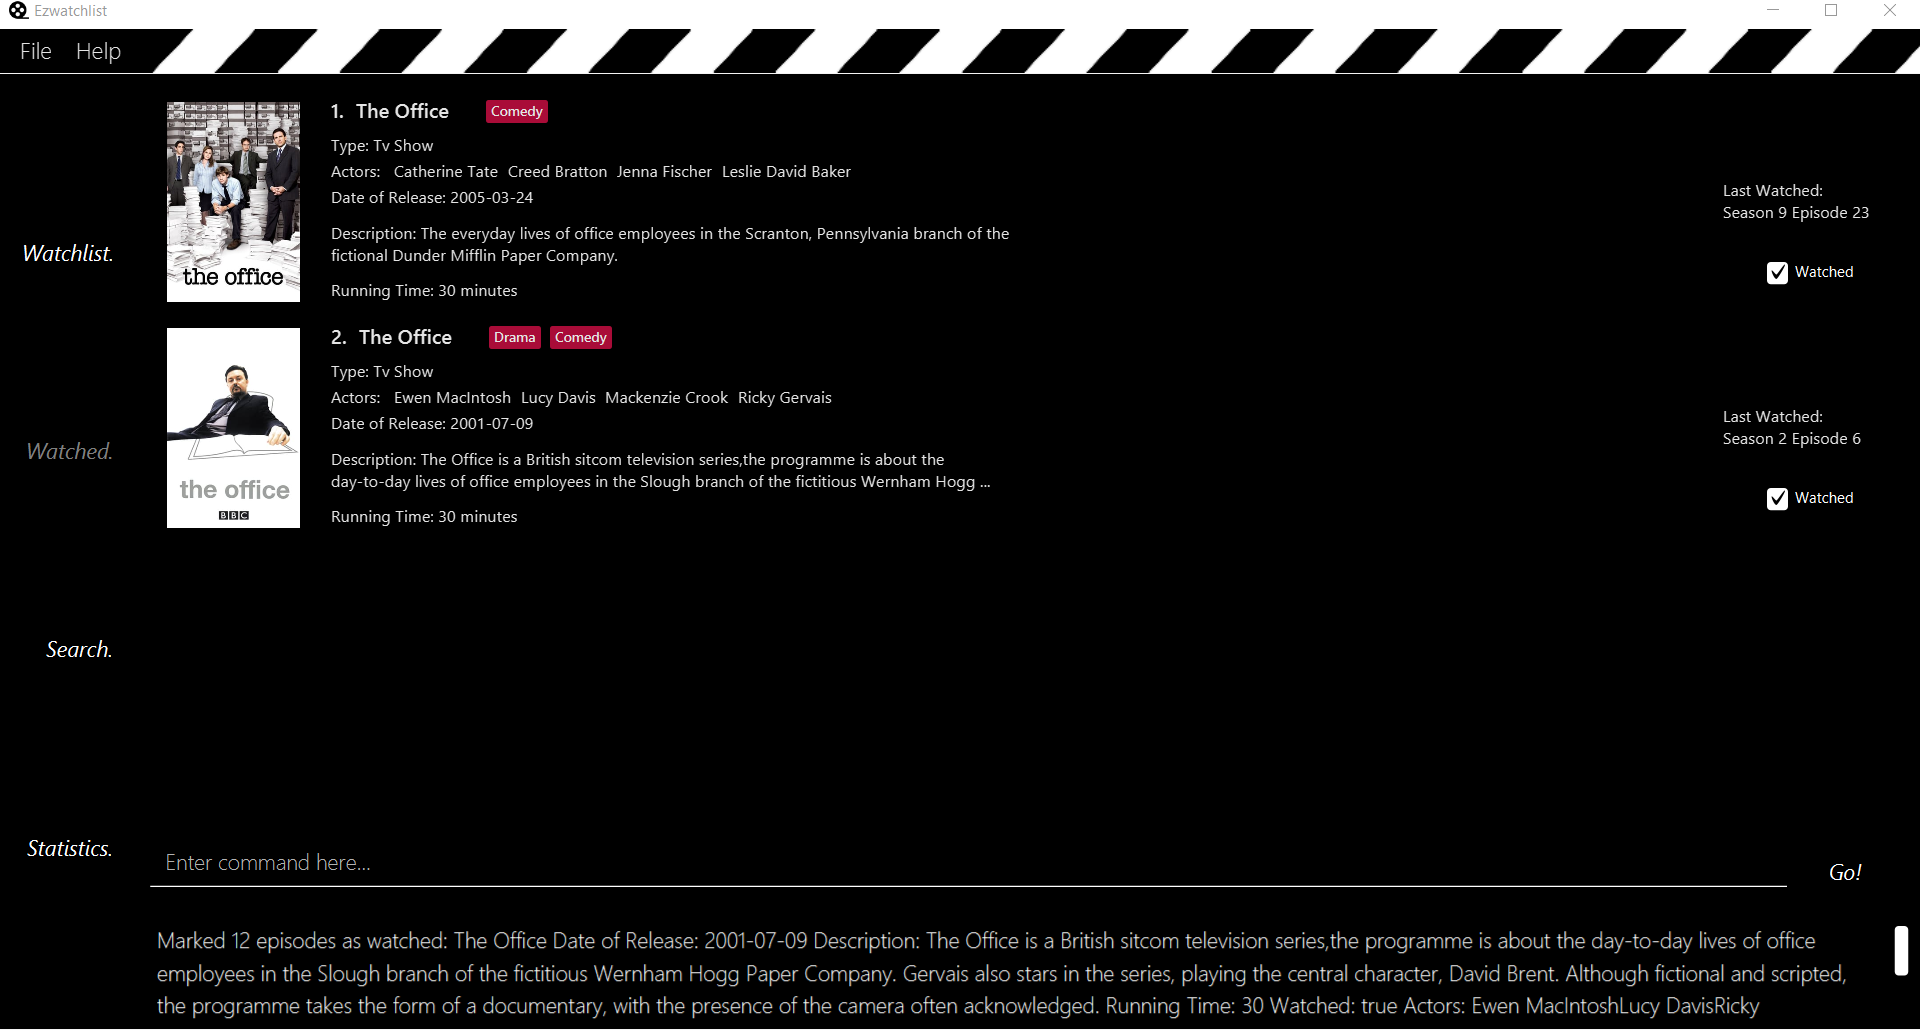 Ezwatchlist
File Help
Watchlist.
Watched.
Search.
Statistics.
the office
1. The Office Comedy
Type: Tv Show
Actors: Catherine Tate Creed Bratton Jenna Fischer Leslie David Baker
Date of Release: 2005-03-24
Description: The everyday lives of office employees in the Scranton, Pennsylvania branch of the
fictional Dunder Mifflin Paper Company.
Running Time: 30 minutes
Last Watched:
Season 9 Episode 23
Watched
the office
BBC
2. The Office Drama Comedy
Type: Tv Show
Actors: Ewen MacIntosh Lucy Davis Mackenzie Crook Ricky Gervais
Date of Release: 2001-07-09
Description: The Office is a British sitcom television series,the programme is about the
day-to-day lives of office employees in the Slough branch of the fictitious Wernham Hogg ...
Running Time: 30 minutes
Last Watched:
Season 2 Episode 6
Watched
Enter command here...
Go!
Marked 12 episodes as watched: The Office Date of Release: 2001-07-09 Description: The Office is a British sitcom television series,the programme is about the day-to-day lives of office
employees in the Slough branch of the fictitious Wernham Hogg Paper Company. Gervais also stars in the series, playing the central character, David Brent. Although fictional and scripted,
the programme takes the form of a documentary, with the presence of the camera often acknowledged. Running Time: 30 Watched: true Actors: Ewen MacIntoshLucy DavisRicky